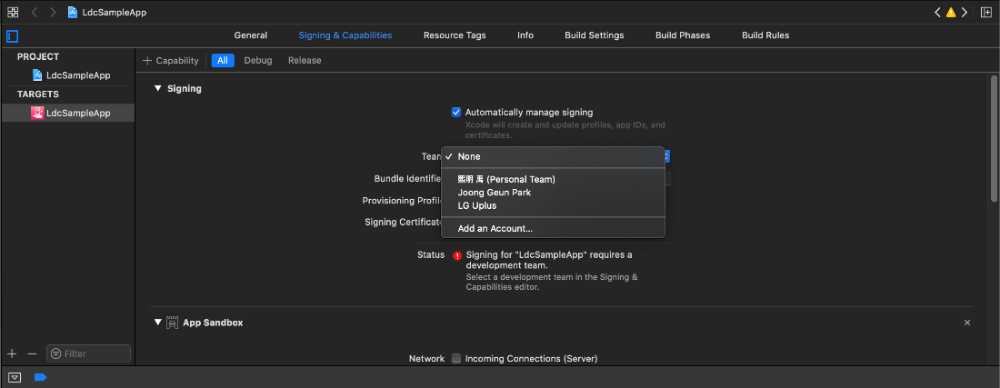 LdcSampleApp
General Signing & Capabilities Resource Tags Info Build Settings Build Phases Build Rules
PROJECT
LdcSampleApp
TARGETS
LdcSampleApp
+ Capability All Debug Release
Signing
Automatically manage signing
Xcode will create and update profiles, app IDs, and
certificates.
Team
None
Bundle Identifie
熙明 禹 (Personal Team)
Joong Geun Park
Provisioning Profil
LG Uplus
Signing Certificat
Add an Account...
Status Signing for "LdcSampleApp" requires a
development team.
Select a development team in the Signing &
Capabilities editor.
App Sandbox
Network Incoming Connections (Server)
Filter